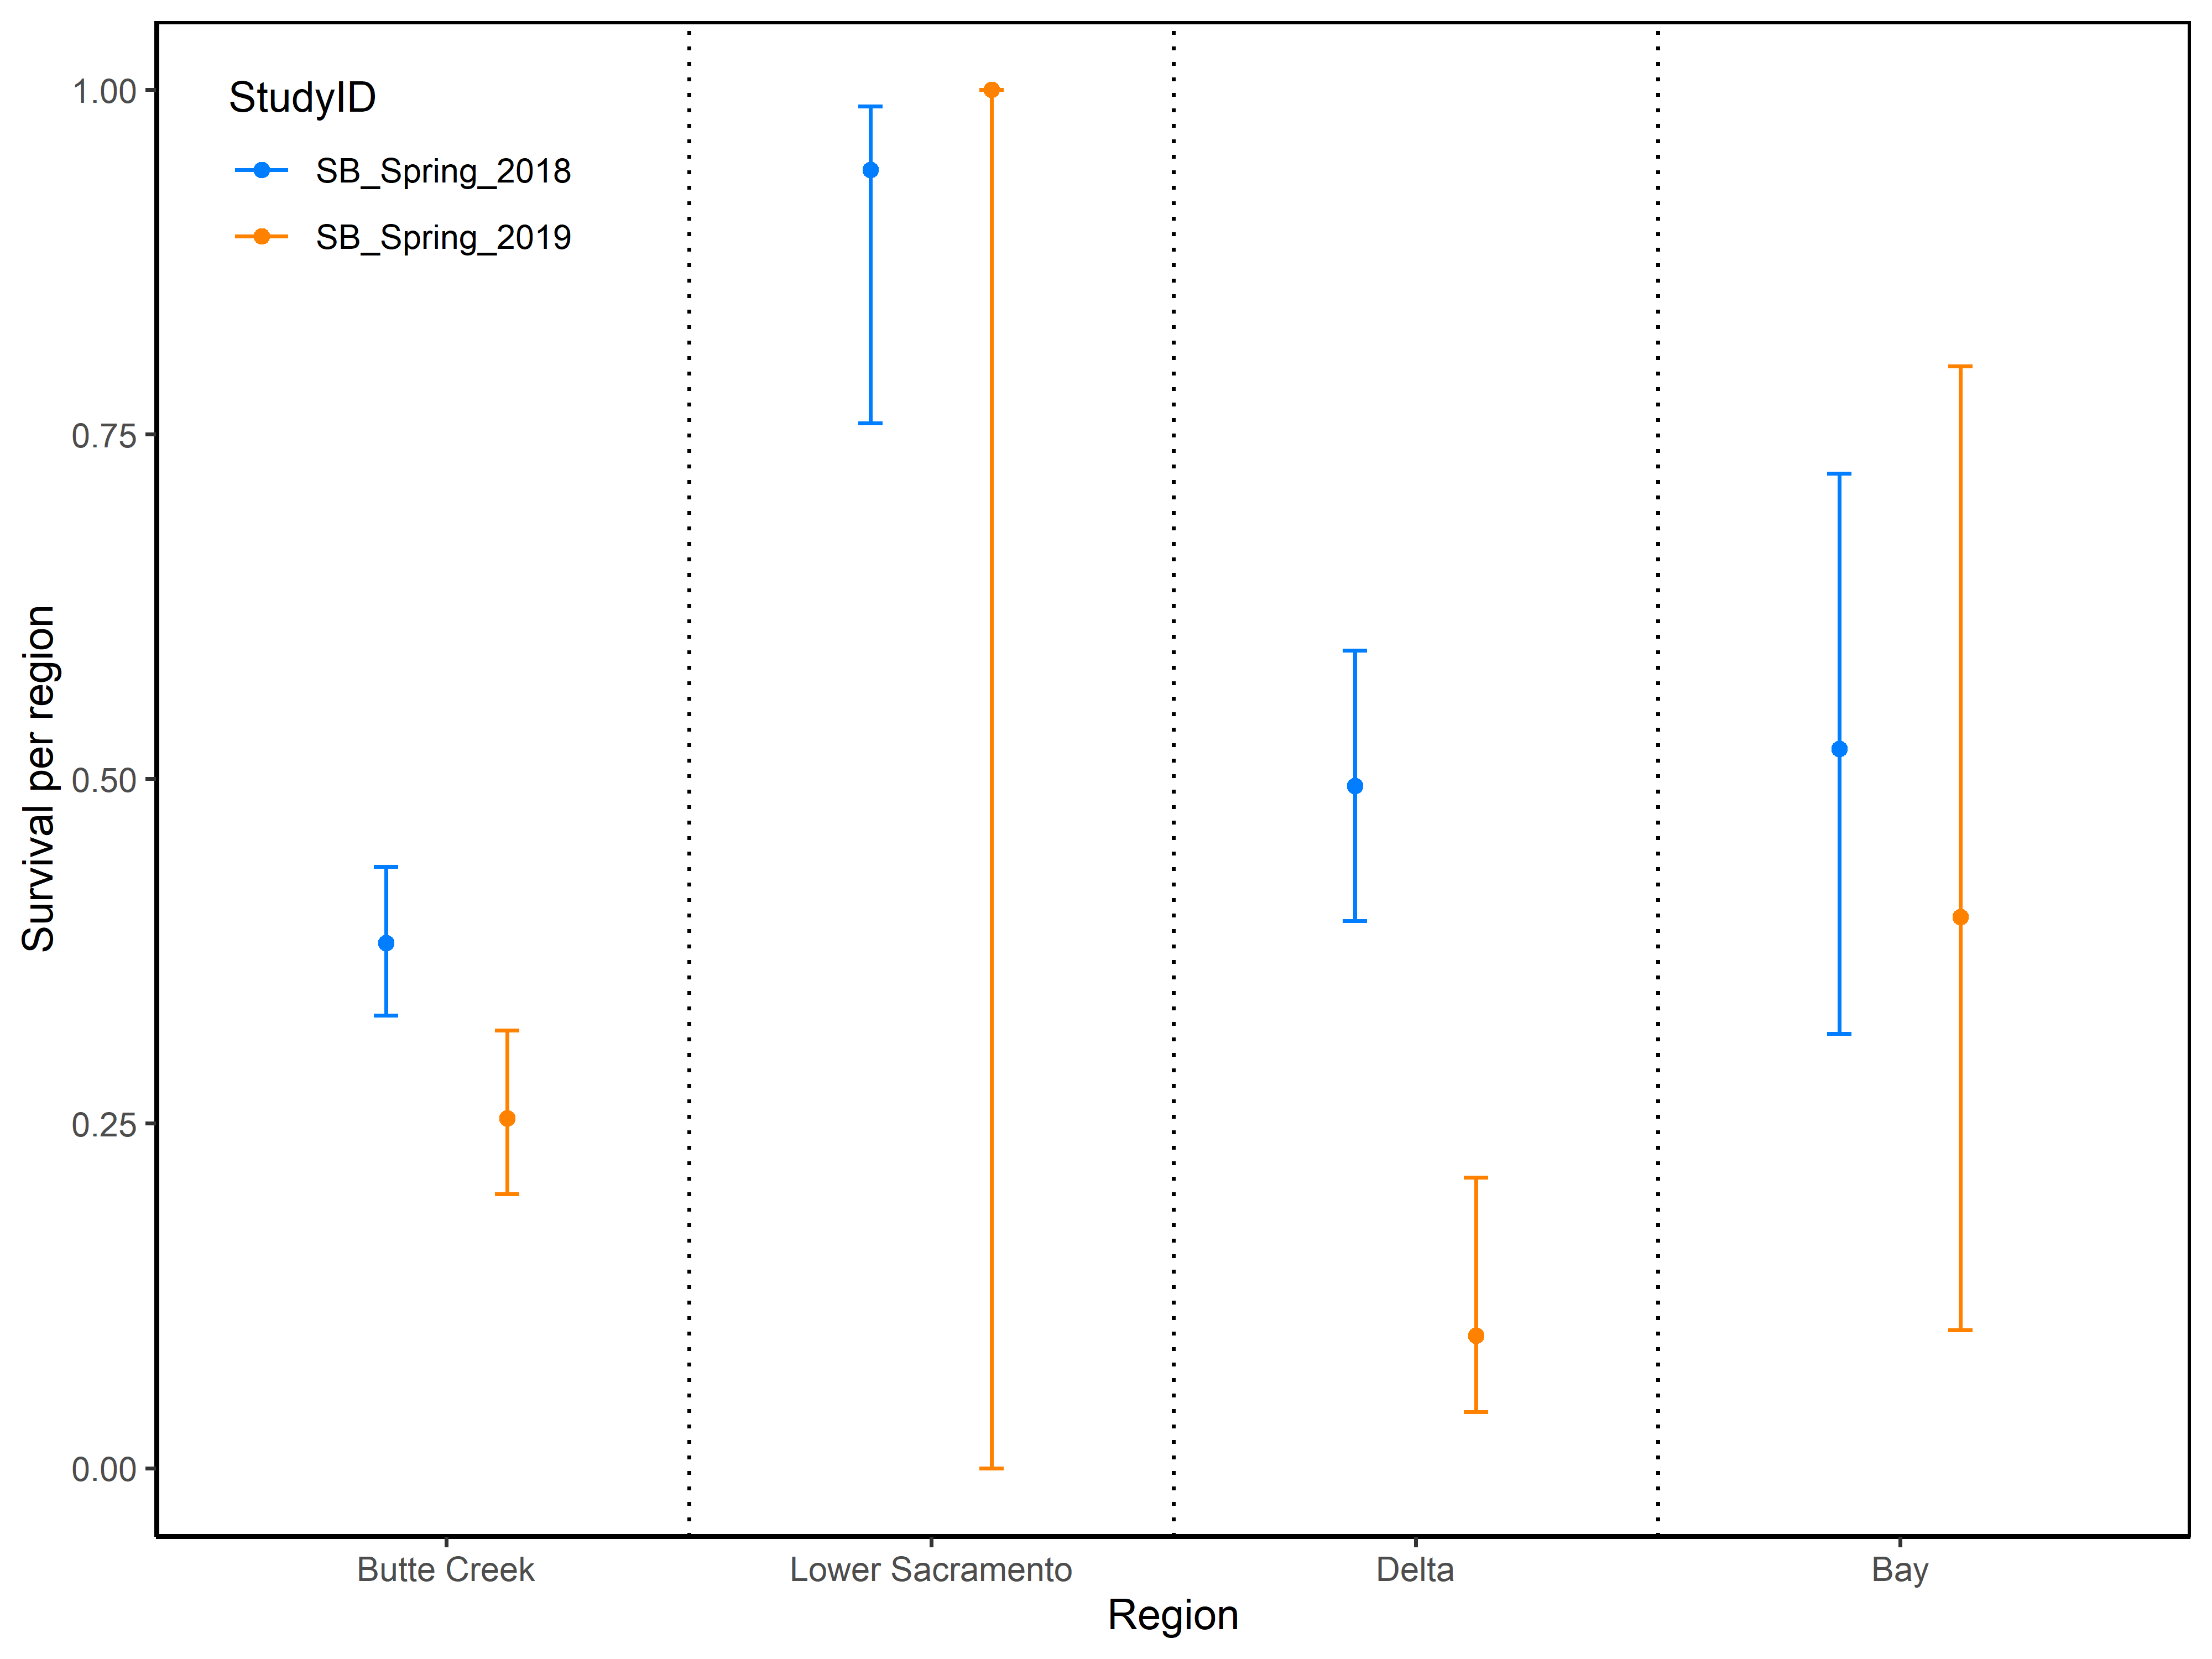 StudyID
SB_Spring_2018
SB_Spring_2019
Survival per region
1.00
0.75
0.50
0.25
0.00
Butte Creek
Lower Sacramento
Delta
Bay
Region